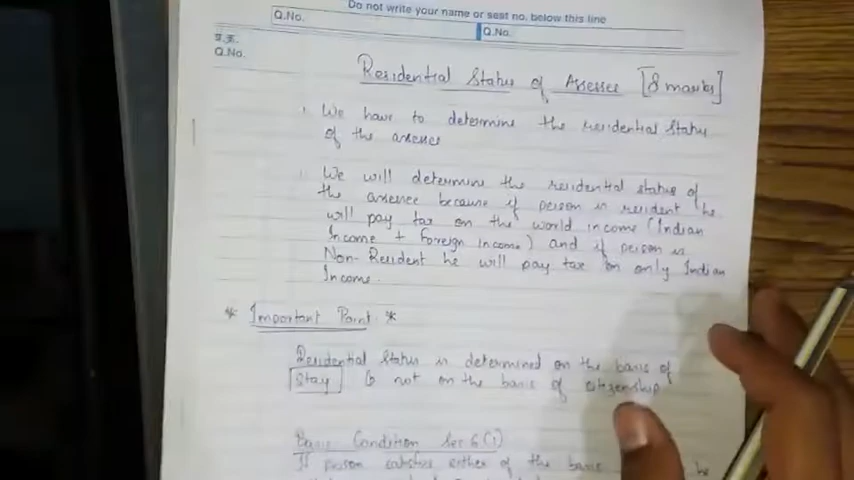 Do not write your name or seat no. below this line
Q.No.
Q.No.
प्र.क्र.
Q.No.
Residential Status of Assesse [8 marks]
We have to determine the residential status
of the assesse
We will determine the residential status of
the assesse because if person is resident he
will pay tax on the world income (Indian
Income + Foreign income) and if person is
Non-Resident he will pay tax on only Indian
Income.
* Important Point *
Residential Status is determined on the basis of
Stay & not on the basis of citizenship
Basic Condition Sec 6(1)
If person satisfies either of the basic he